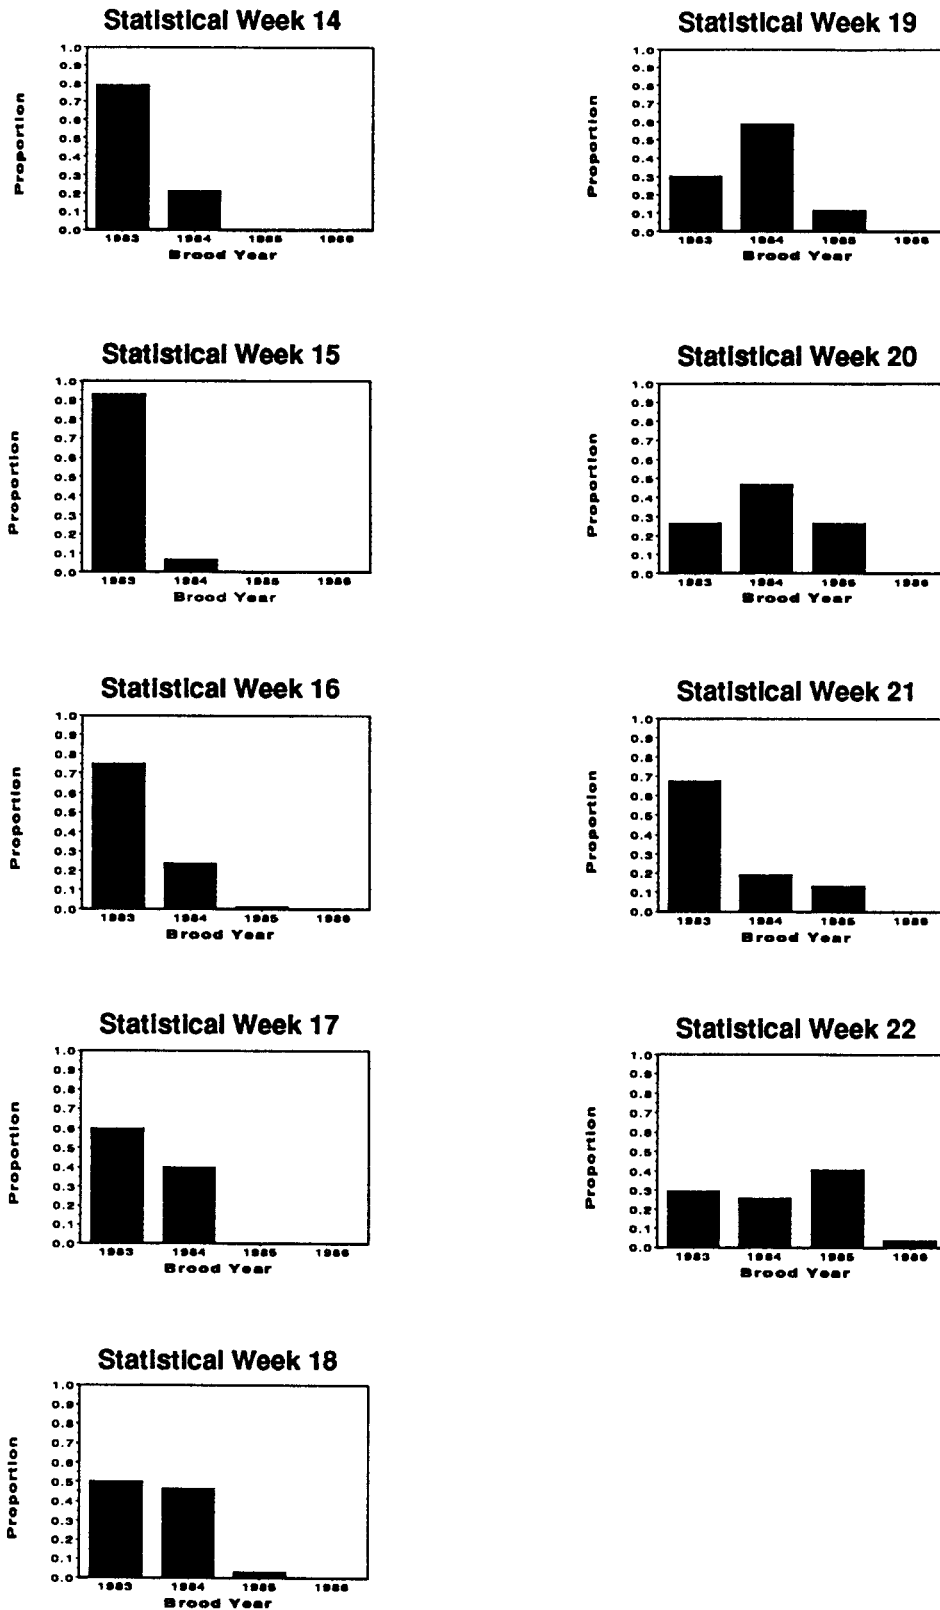 Statistical Week 14
1.0
0.9
0.8
0.7
0.6
0.5
0.4
0.3
0.2
0.1
0.0
Proportion
1983 1984 1985 1986
Brood Year
Statistical Week 15
1.0
0.9
0.8
0.7
0.6
0.5
0.4
0.3
0.2
0.1
0.0
Proportion
1983 1984 1985 1986
Brood Year
Statistical Week 16
1.0
0.9
0.8
0.7
0.6
0.5
0.4
0.3
0.2
0.1
0.0
Proportion
1983 1984 1985 1986
Brood Year
Statistical Week 17
1.0
0.9
0.8
0.7
0.6
0.5
0.4
0.3
0.2
0.1
0.0
Proportion
1983 1984 1985 1986
Brood Year
Statistical Week 18
1.0
0.9
0.8
0.7
0.6
0.5
0.4
0.3
0.2
0.1
0.0
Proportion
1983 1984 1985 1986
Brood Year
Statistical Week 19
1.0
0.9
0.8
0.7
0.6
0.5
0.4
0.3
0.2
0.1
0.0
Proportion
1983 1984 1985 1986
Brood Year
Statistical Week 20
1.0
0.9
0.8
0.7
0.6
0.5
0.4
0.3
0.2
0.1
0.0
Proportion
1983 1984 1985 1986
Brood Year
Statistical Week 21
1.0
0.9
0.8
0.7
0.6
0.5
0.4
0.3
0.2
0.1
0.0
Proportion
1983 1984 1985 1986
Brood Year
Statistical Week 22
1.0
0.9
0.8
0.7
0.6
0.5
0.4
0.3
0.2
0.1
0.0
Proportion
1983 1984 1985 1986
Brood Year